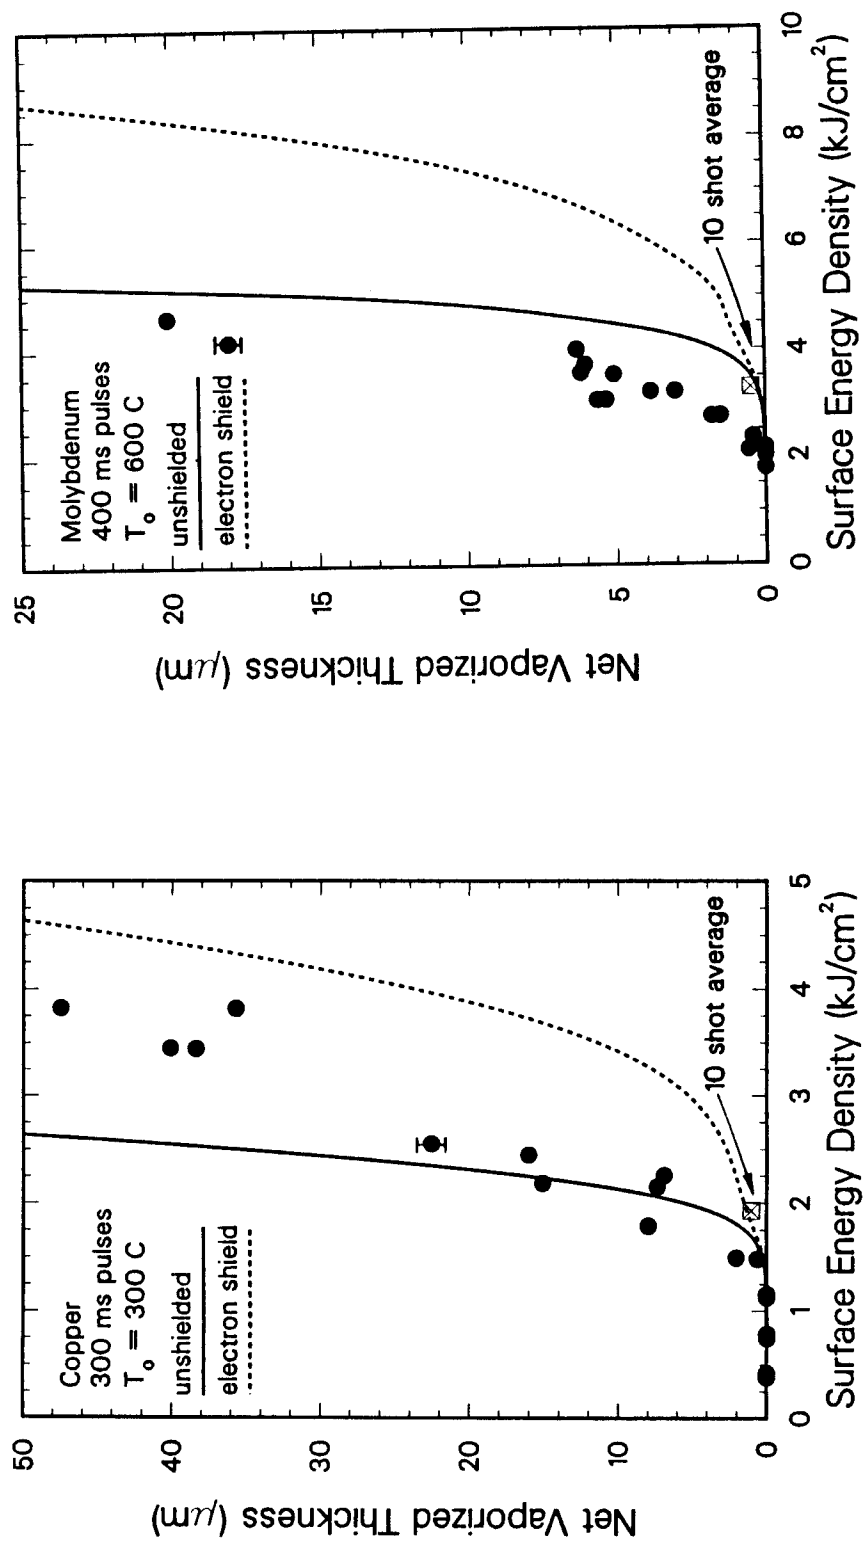 50
40
30
20
10
0
Net Vaporized Thickness (μm)
Copper
300 ms pulses
T₀ = 300 C
unshielded
electron shield
10 shot average
0
1
2
3
4
5
Surface Energy Density (kJ/cm²)
25
20
15
10
5
0
Net Vaporized Thickness (μm)
Molybdenum
400 ms pulses
T₀ = 600 C
unshielded
electron shield
10 shot average
0
2
4
6
8
10
Surface Energy Density (kJ/cm²)